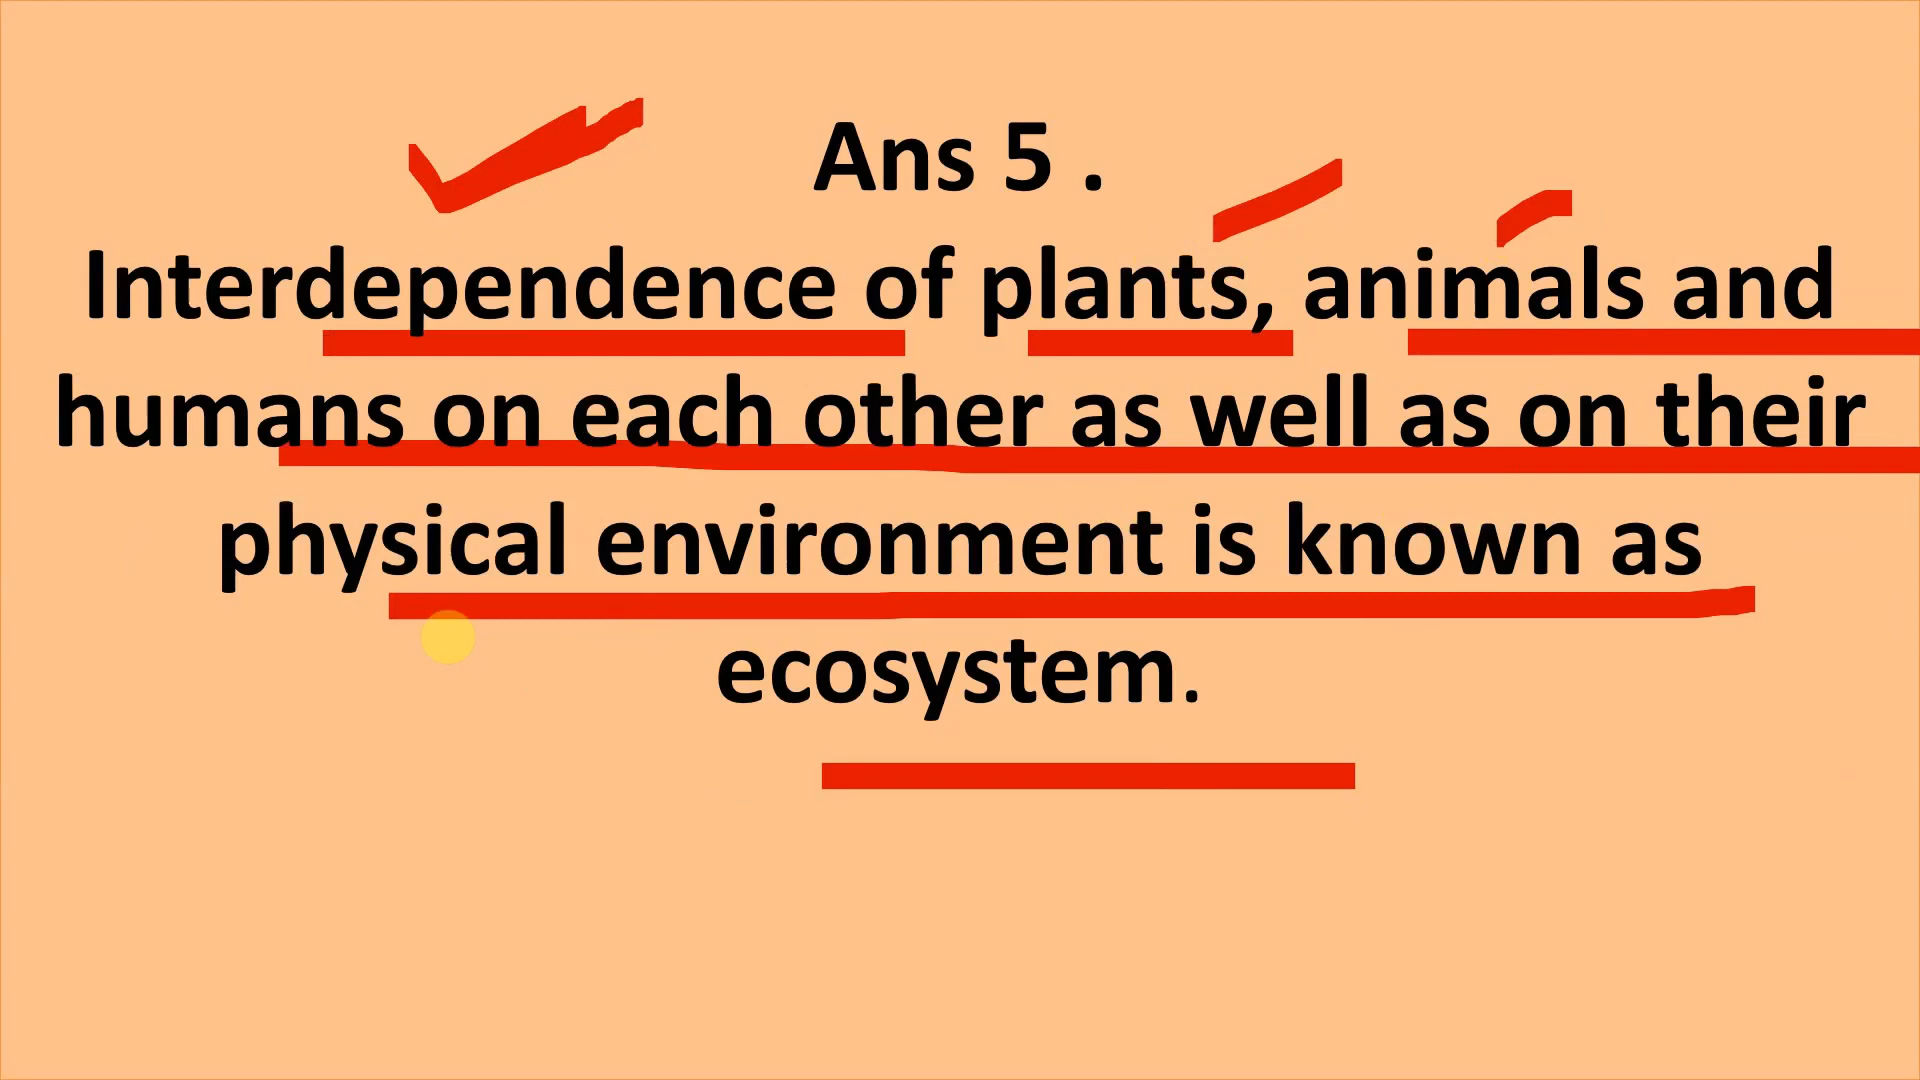 Ans 5 .
Interdependence of plants, animals and
humans on each other as well as on their
physical environment is known as
ecosystem.